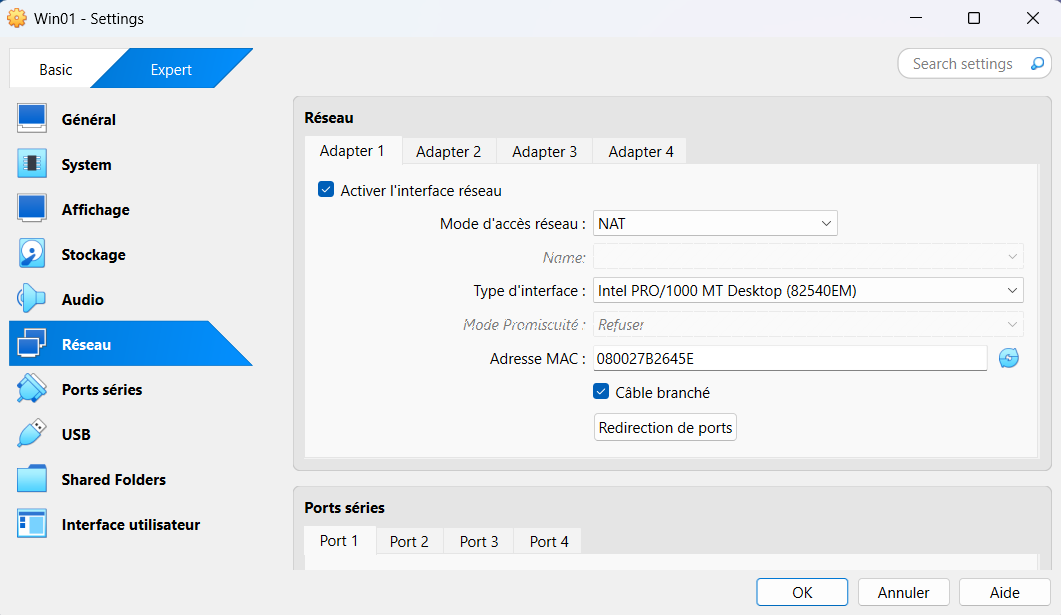 Win01 - Settings
Basic
Expert
Search settings
Général
System
Affichage
Stockage
Audio
Réseau
Ports séries
USB
Shared Folders
Interface utilisateur
Réseau
Adapter 1
Adapter 2
Adapter 3
Adapter 4
Activer l'interface réseau
Mode d'accès réseau : NAT
Name:
Type d'interface : Intel PRO/1000 MT Desktop (82540EM)
Mode Promiscuité : Refuser
Adresse MAC : 080027B2645E
Câble branché
Redirection de ports
Ports séries
Port 1
Port 2
Port 3
Port 4
OK
Annuler
Aide